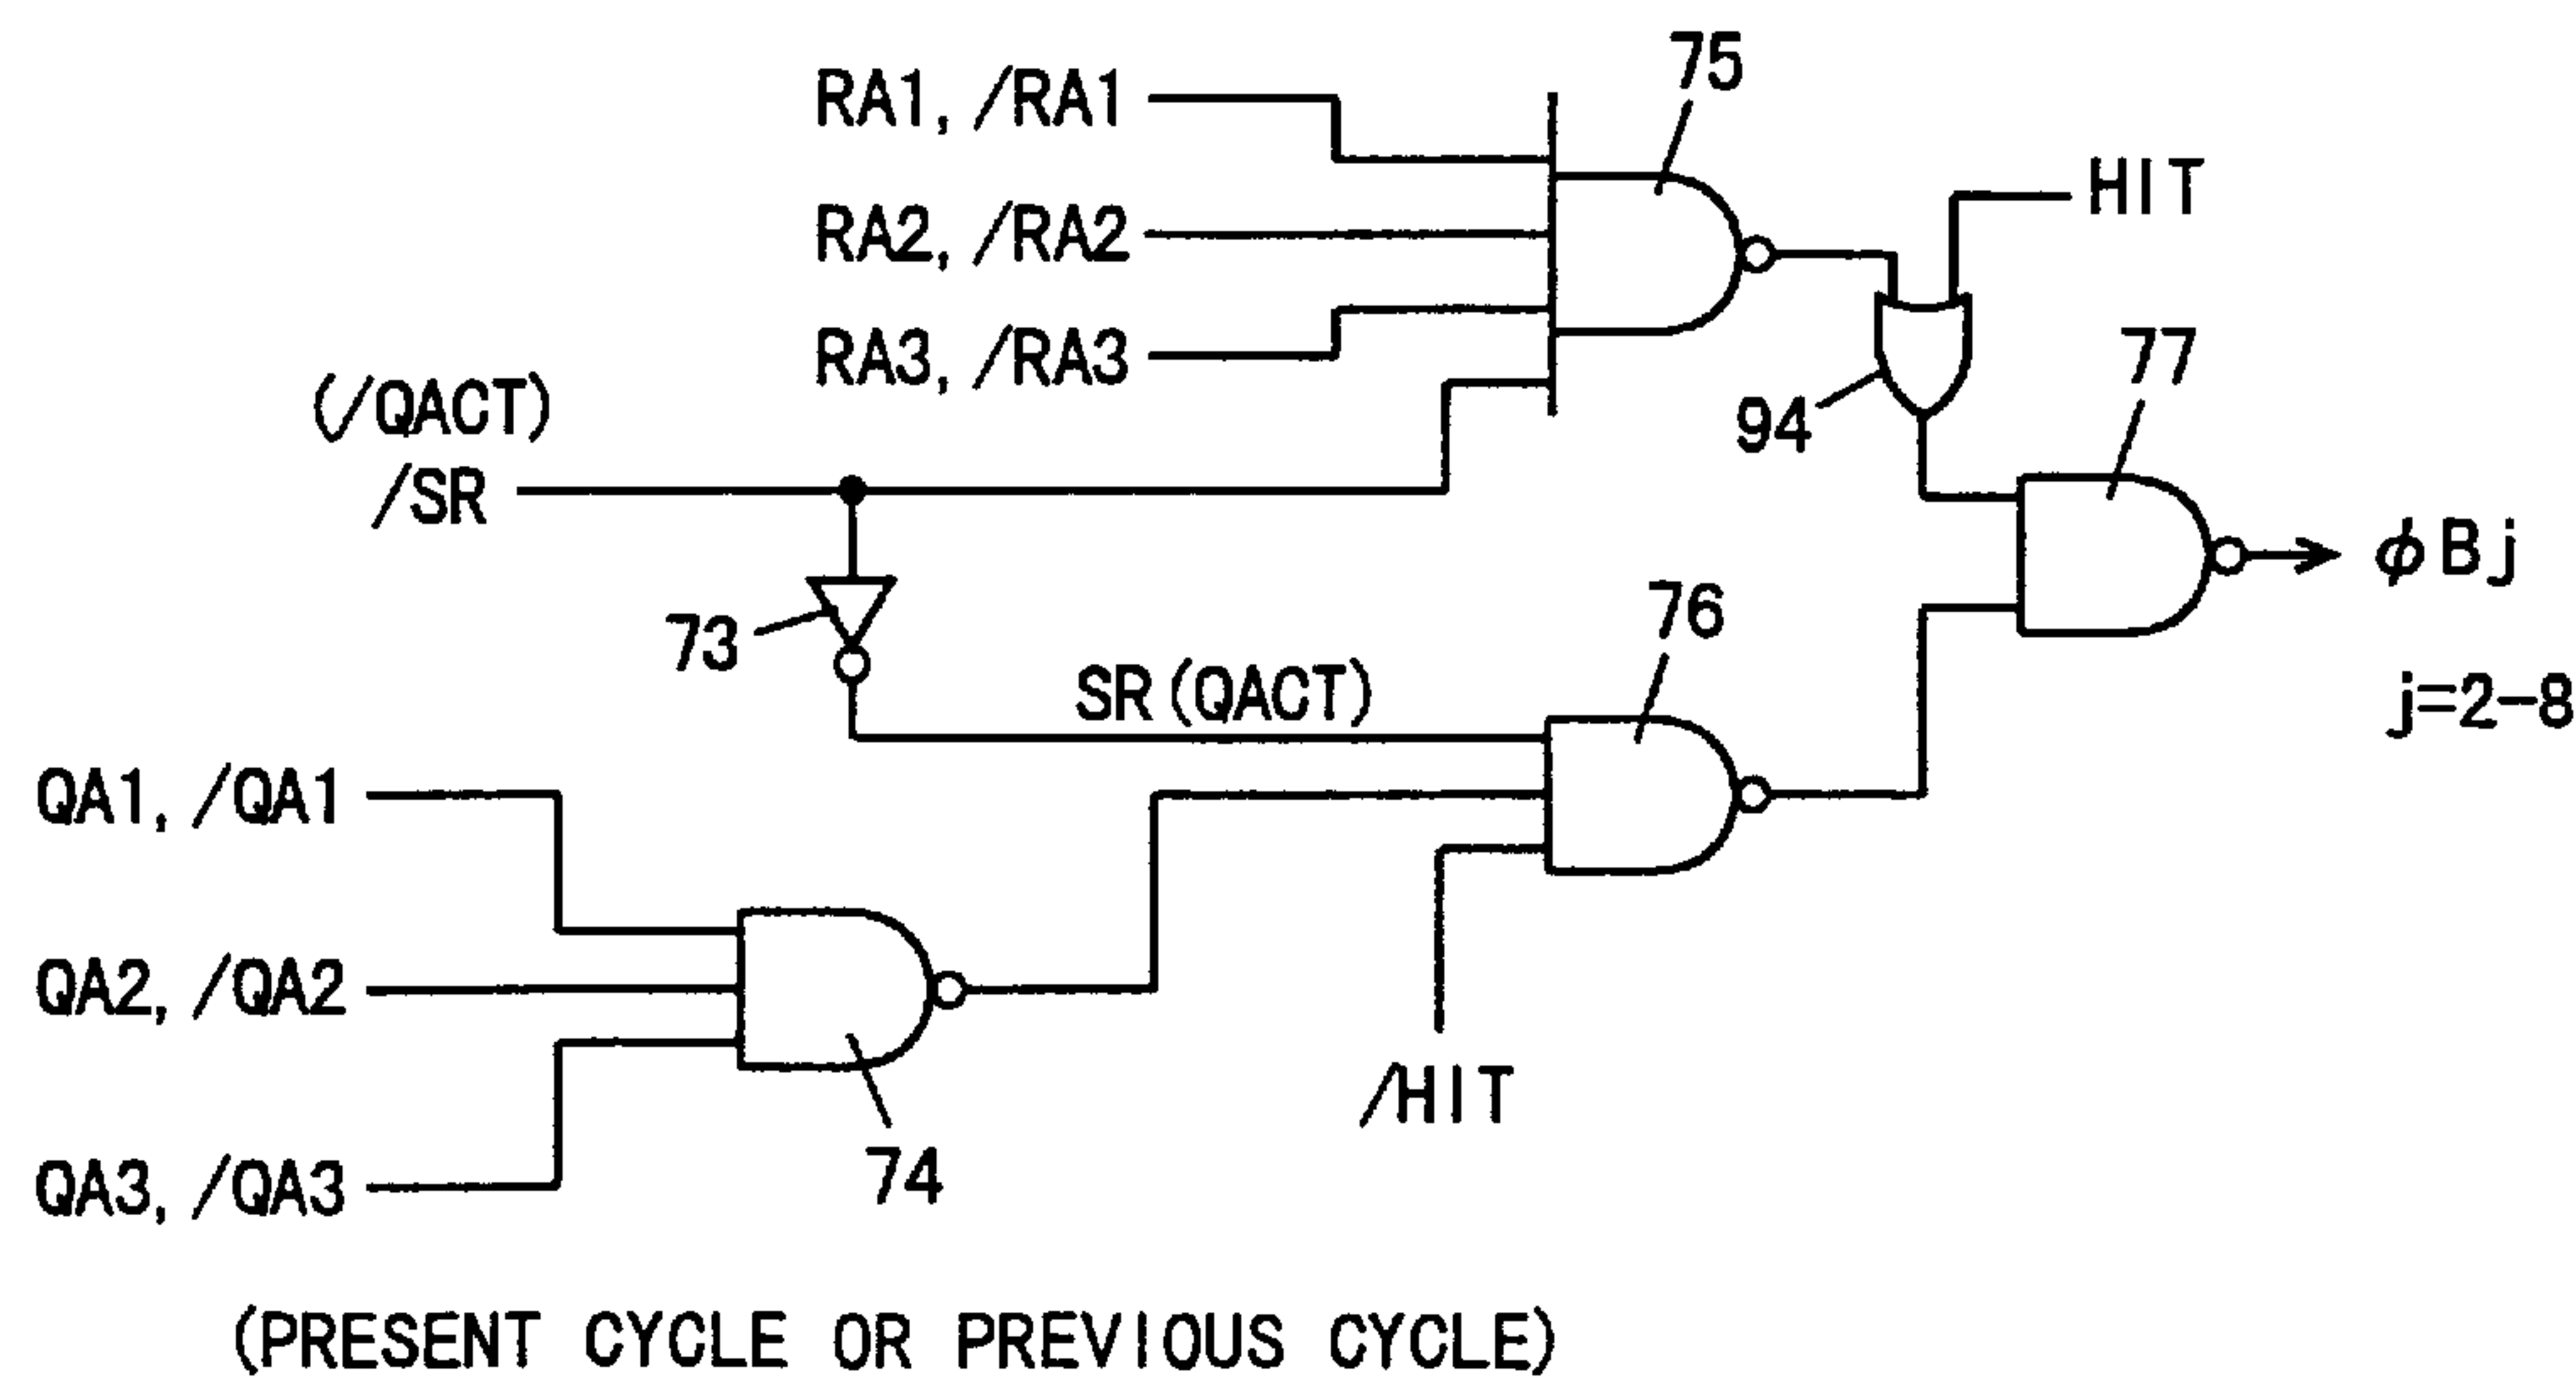 75
RA1, /RA1
HIT
RA2, /RA2
RA3, /RA3
77
(/QACT)
94
/SR
φBj
76
73
SR(QACT)
j=2-8
QA1, /QA1
QA2, /QA2
/HIT
74
QA3, /QA3
(PRESENT CYCLE OR PREVIOUS CYCLE)